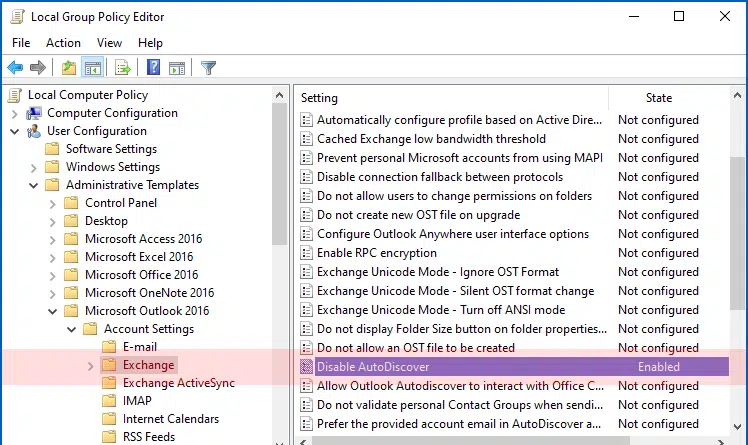 Local Group Policy Editor
File Action View Help
Local Computer Policy
Computer Configuration
User Configuration
Software Settings
Windows Settings
Administrative Templates
Control Panel
Desktop
Microsoft Access 2016
Microsoft Excel 2016
Microsoft Office 2016
Microsoft OneNote 2016
Microsoft Outlook 2016
Account Settings
E-mail
Exchange
Exchange ActiveSync
IMAP
Internet Calendars
RSS Feeds
Setting State
Automatically configure profile based on Active Dire... Not configured
Cached Exchange low bandwidth threshold Not configured
Prevent personal Microsoft accounts from using MAPI Not configured
Disable connection fallback between protocols Not configured
Do not allow users to change permissions on folders Not configured
Do not create new OST file on upgrade Not configured
Configure Outlook Anywhere user interface options Not configured
Enable RPC encryption Not configured
Exchange Unicode Mode - Ignore OST Format Not configured
Exchange Unicode Mode - Silent OST format change Not configured
Exchange Unicode Mode - Turn off ANSI mode Not configured
Do not display Folder Size button on folder properties... Not configured
Do not allow an OST file to be created Not configured
Disable AutoDiscover Enabled
Allow Outlook Autodiscover to interact with Office C... Not configured
Do not validate personal Contact Groups when sendi... Not configured
Prefer the provided account email in AutoDiscover a... Not configured